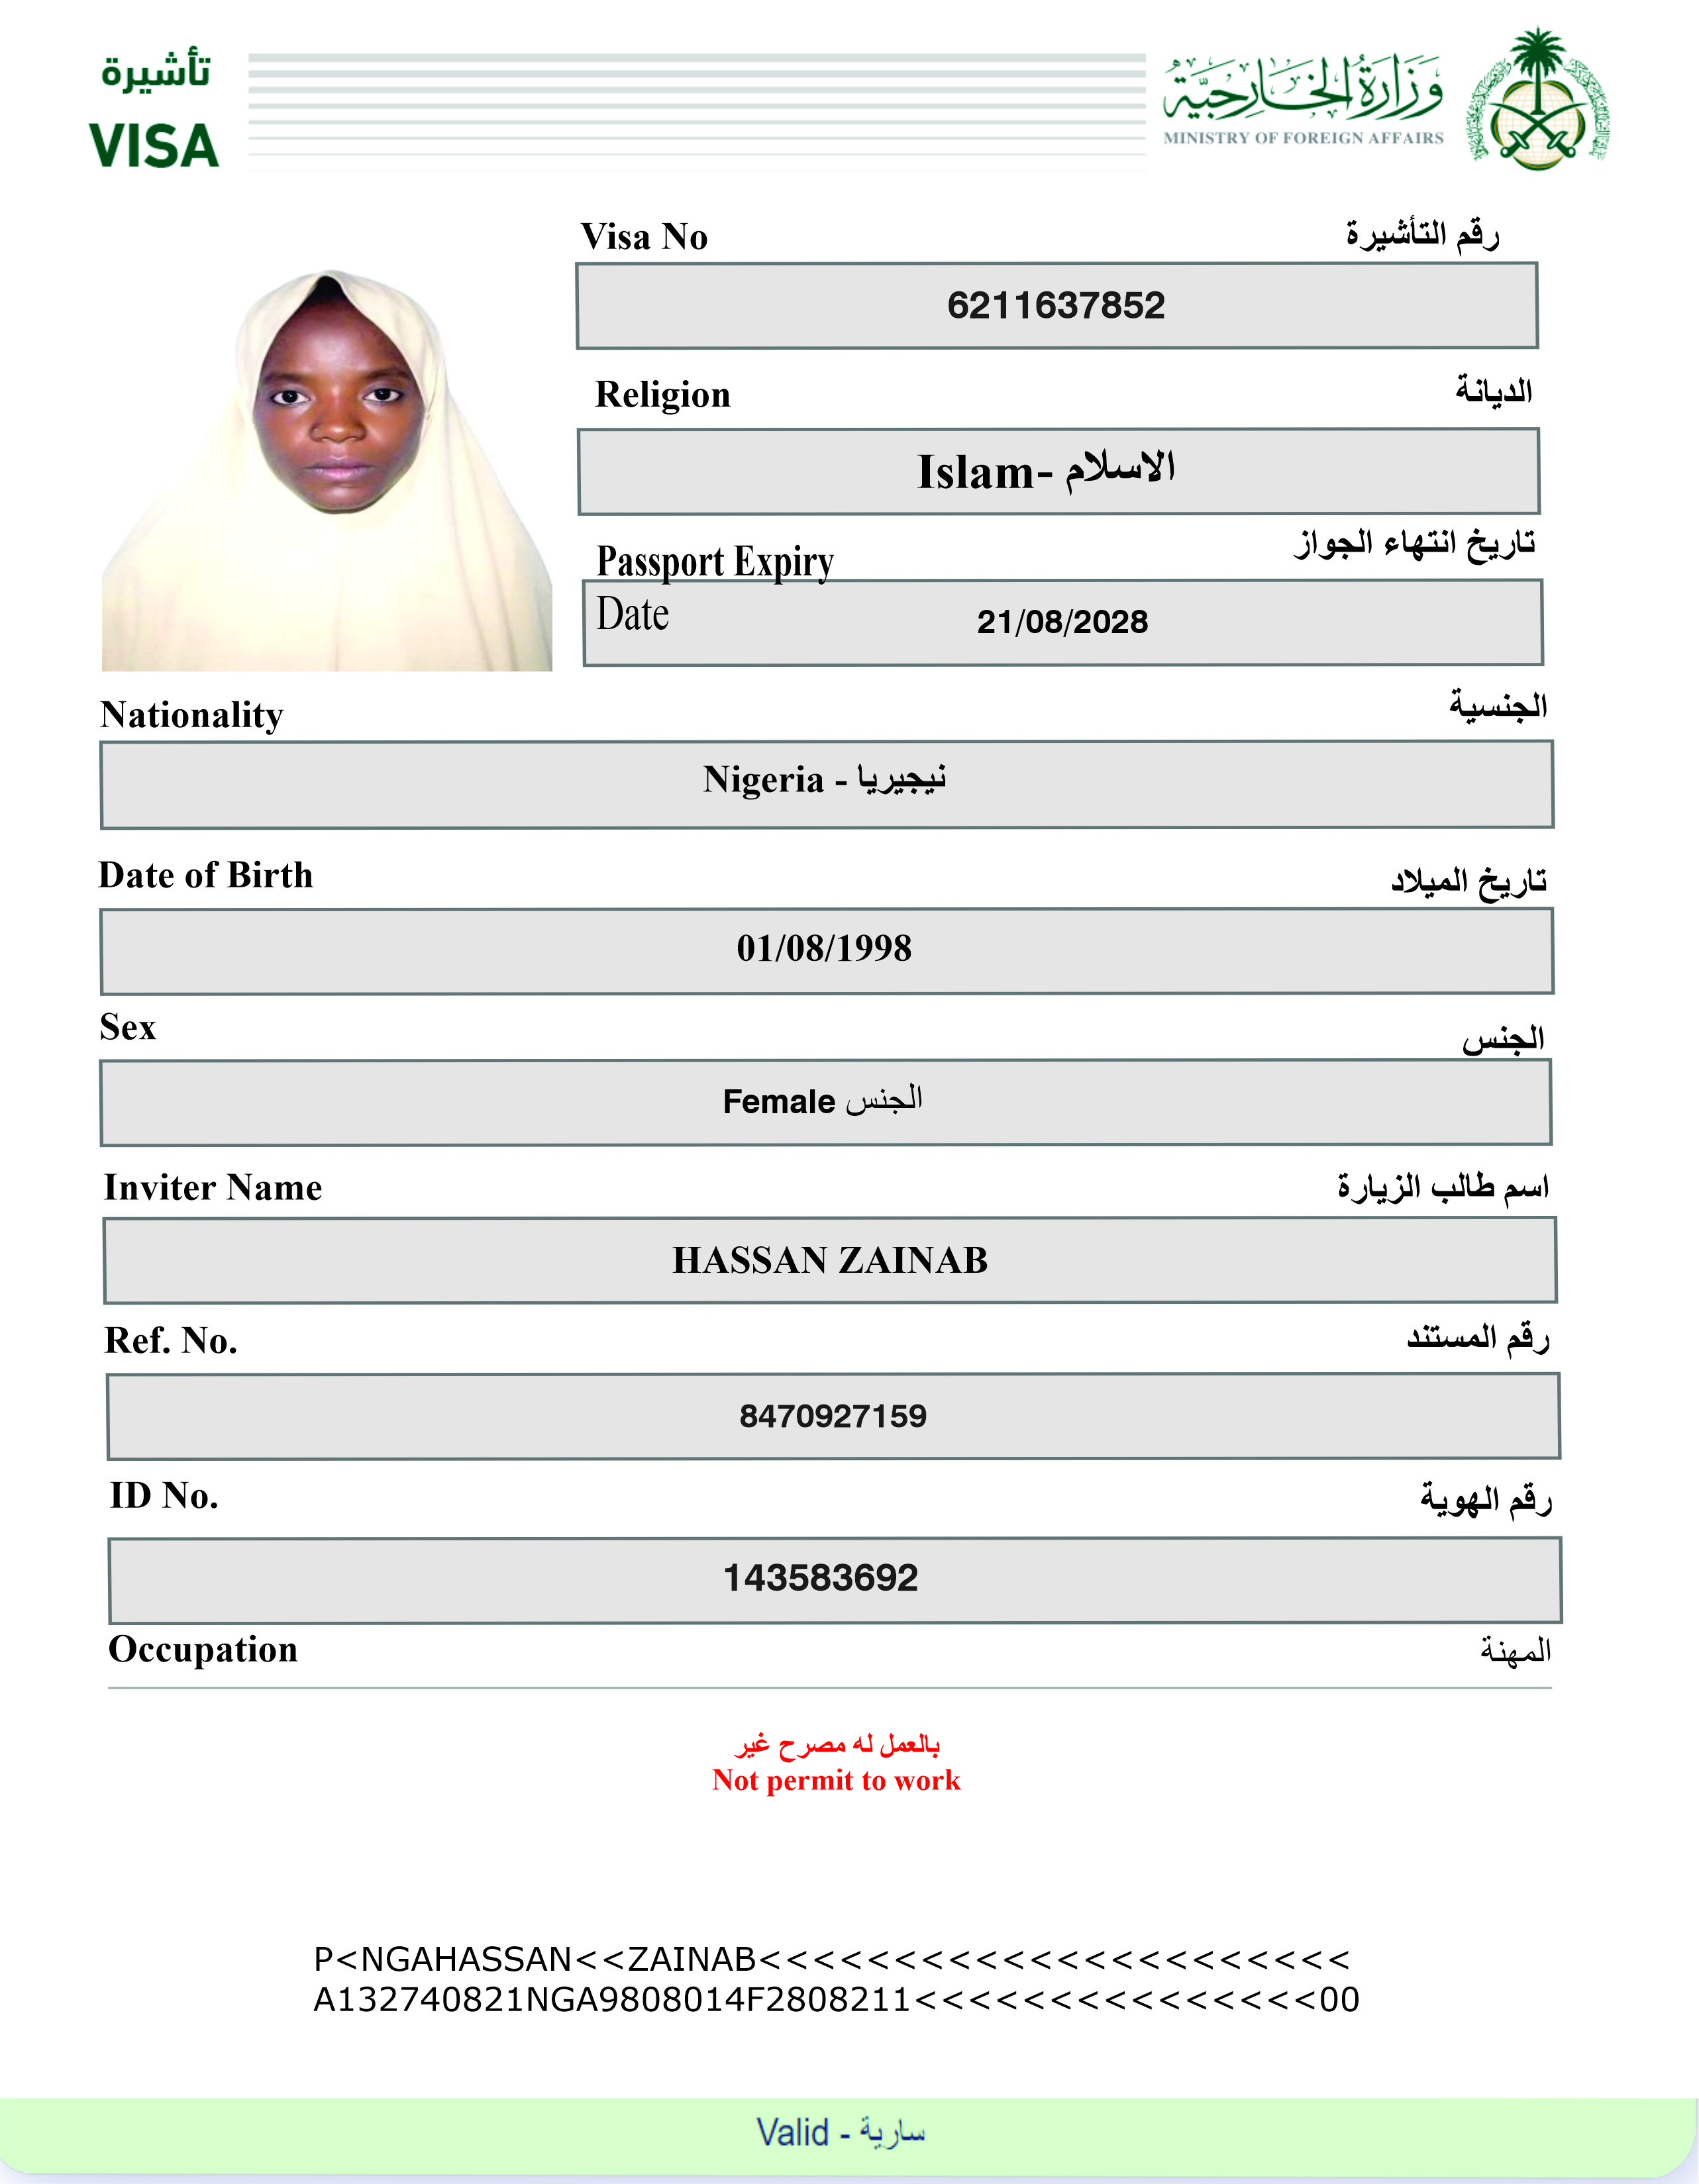 تأشيرة
VISA
وزارة الخارجية
MINISTRY OF FOREIGN AFFAIRS
Visa No رقم التأشيرة
6211637852
Religion الديانة
Islam- الاسلام
Passport Expiry تاريخ انتهاء الجواز
Date 21/08/2028
Nationality الجنسية
Nigeria - نيجيريا
Date of Birth تاريخ الميلاد
01/08/1998
Sex الجنس
Female الجنس
Inviter Name اسم طالب الزيارة
HASSAN ZAINAB
Ref. No. رقم المستند
8470927159
ID No. رقم الهوية
143583692
Occupation المهنة
بالعمل له مصرح غير
Not permit to work
P<NGAHASSAN<<ZAINAB<<<<<<<<<<<<<<<<<<<<<<
A132740821NGA9808014F2808211<<<<<<<<<<<<<<<00
Valid - سارية